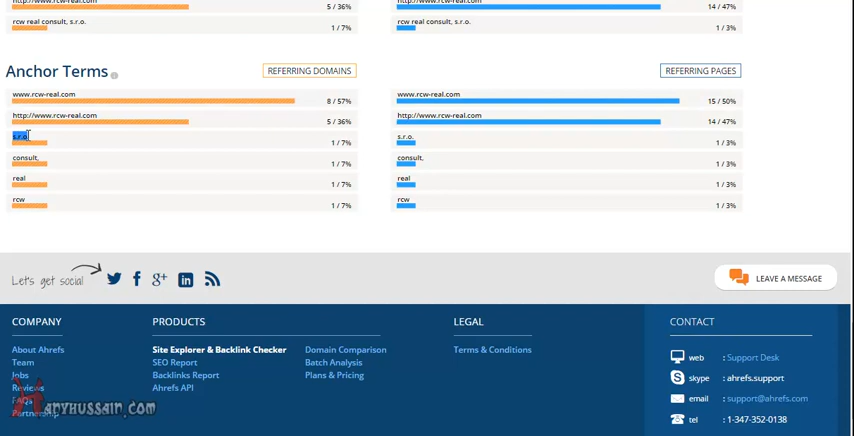 http://www.rcw-real.com
5 / 36%
http://www.rcw-real.com
14 / 47%
rcw real consult, s.r.o.
1 / 7%
rcw real consult, s.r.o.
1 / 3%
Anchor Terms
REFERRING DOMAINS
REFERRING PAGES
www.rcw-real.com
8 / 57%
http://www.rcw-real.com
5 / 36%
s.r.o.
1 / 7%
consult,
1 / 7%
real
1 / 7%
rcw
1 / 7%
www.rcw-real.com
15 / 50%
http://www.rcw-real.com
14 / 47%
s.r.o.
1 / 3%
consult,
1 / 3%
real
1 / 3%
rcw
1 / 3%
Let's get social
LEAVE A MESSAGE
COMPANY
About Ahrefs
Team
Jobs
Reviews
FAQs
Partnership
PRODUCTS
Site Explorer & Backlink Checker
SEO Report
Backlinks Report
Ahrefs API
Domain Comparison
Batch Analysis
Plans & Pricing
LEGAL
Terms & Conditions
CONTACT
web : Support Desk
skype : ahrefs.support
email : support@ahrefs.com
tel : 1-347-352-0138
Hanyhussain.com